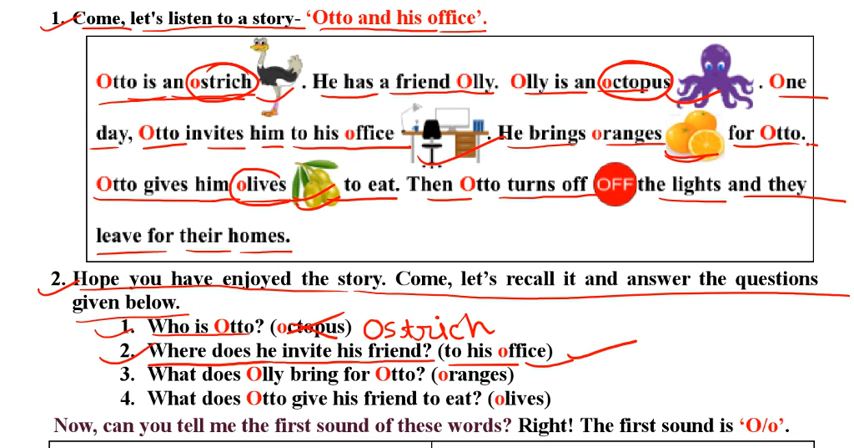 1. Come, let's listen to a story- ‘Otto and his office’.
Otto is an ostrich . He has a friend Olly. Olly is an octopus . One
day, Otto invites him to his office . He brings oranges for Otto.
Otto gives him olives to eat. Then Otto turns off OFF the lights and they
leave for their homes.
2. Hope you have enjoyed the story. Come, let’s recall it and answer the questions
given below.
1. Who is Otto? (octopus) Ostrich
2. Where does he invite his friend? (to his office)
3. What does Olly bring for Otto? (oranges)
4. What does Otto give his friend to eat? (olives)
Now, can you tell me the first sound of these words? Right! The first sound is ‘O/o’.